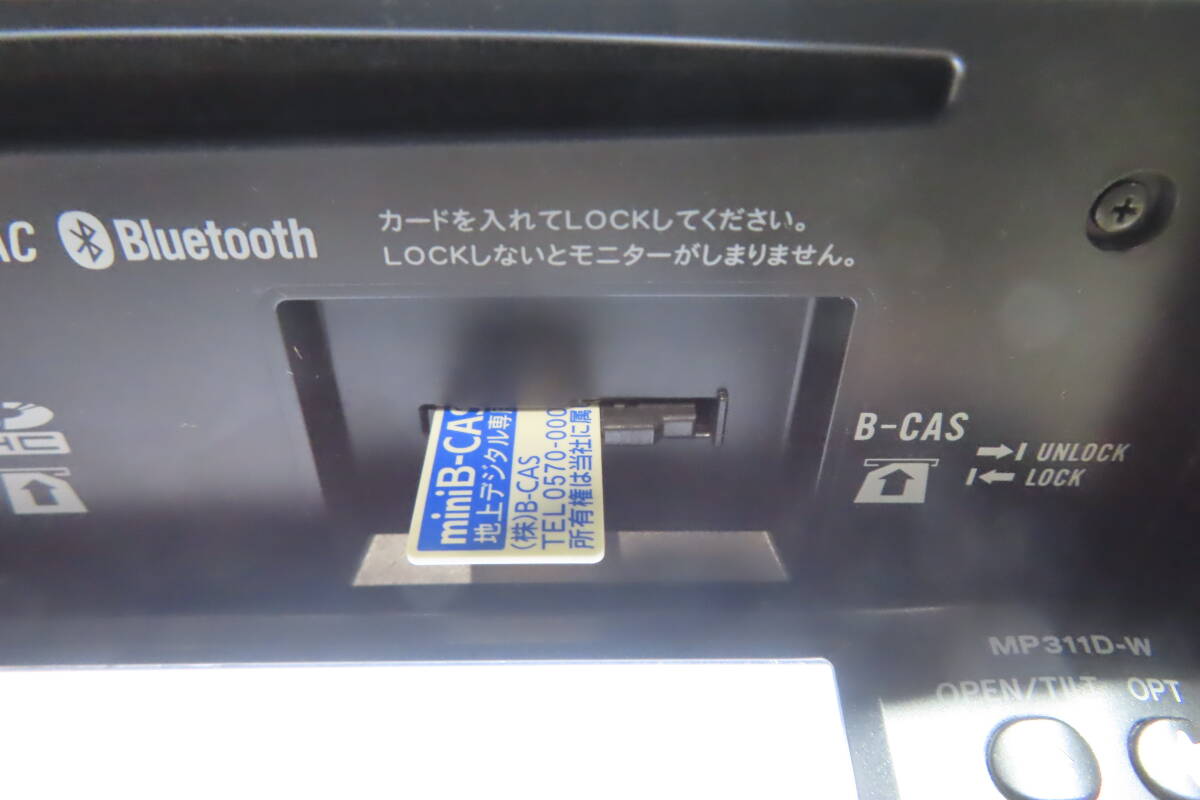 AC Bluetooth
カードを入れてLOCKしてください。
LOCKしないとモニターがしまりません。
miniB-CAS
地上デジタル専用
(株)B-CAS
TEL 0570-000
所有権は当社に属
B-CAS
UNLOCK
LOCK
MP311D-W
OPEN/TILT
OPT